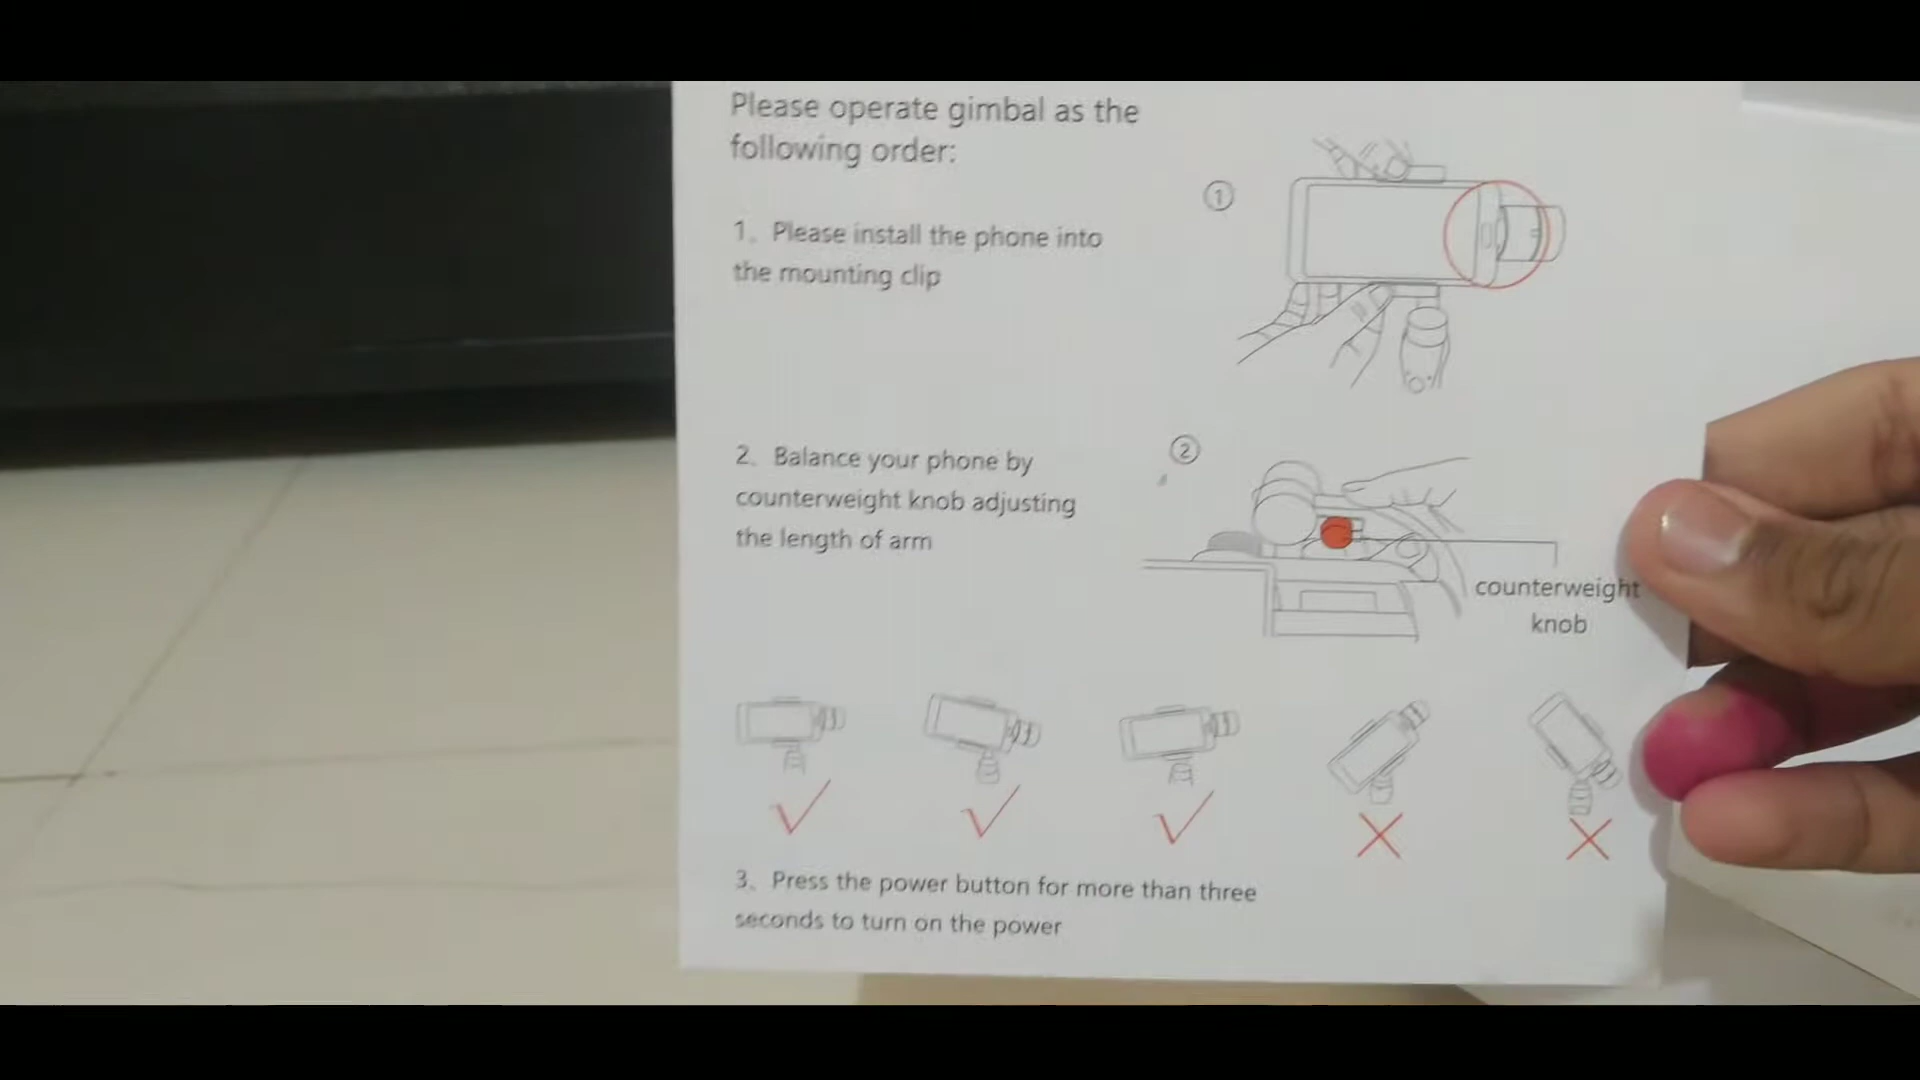 Please operate gimbal as the
following order:
1、Please install the phone into
the mounting clip
①
2、Balance your phone by
counterweight knob adjusting
the length of arm
②
counterweight
knob
3、Press the power button for more than three
seconds to turn on the power